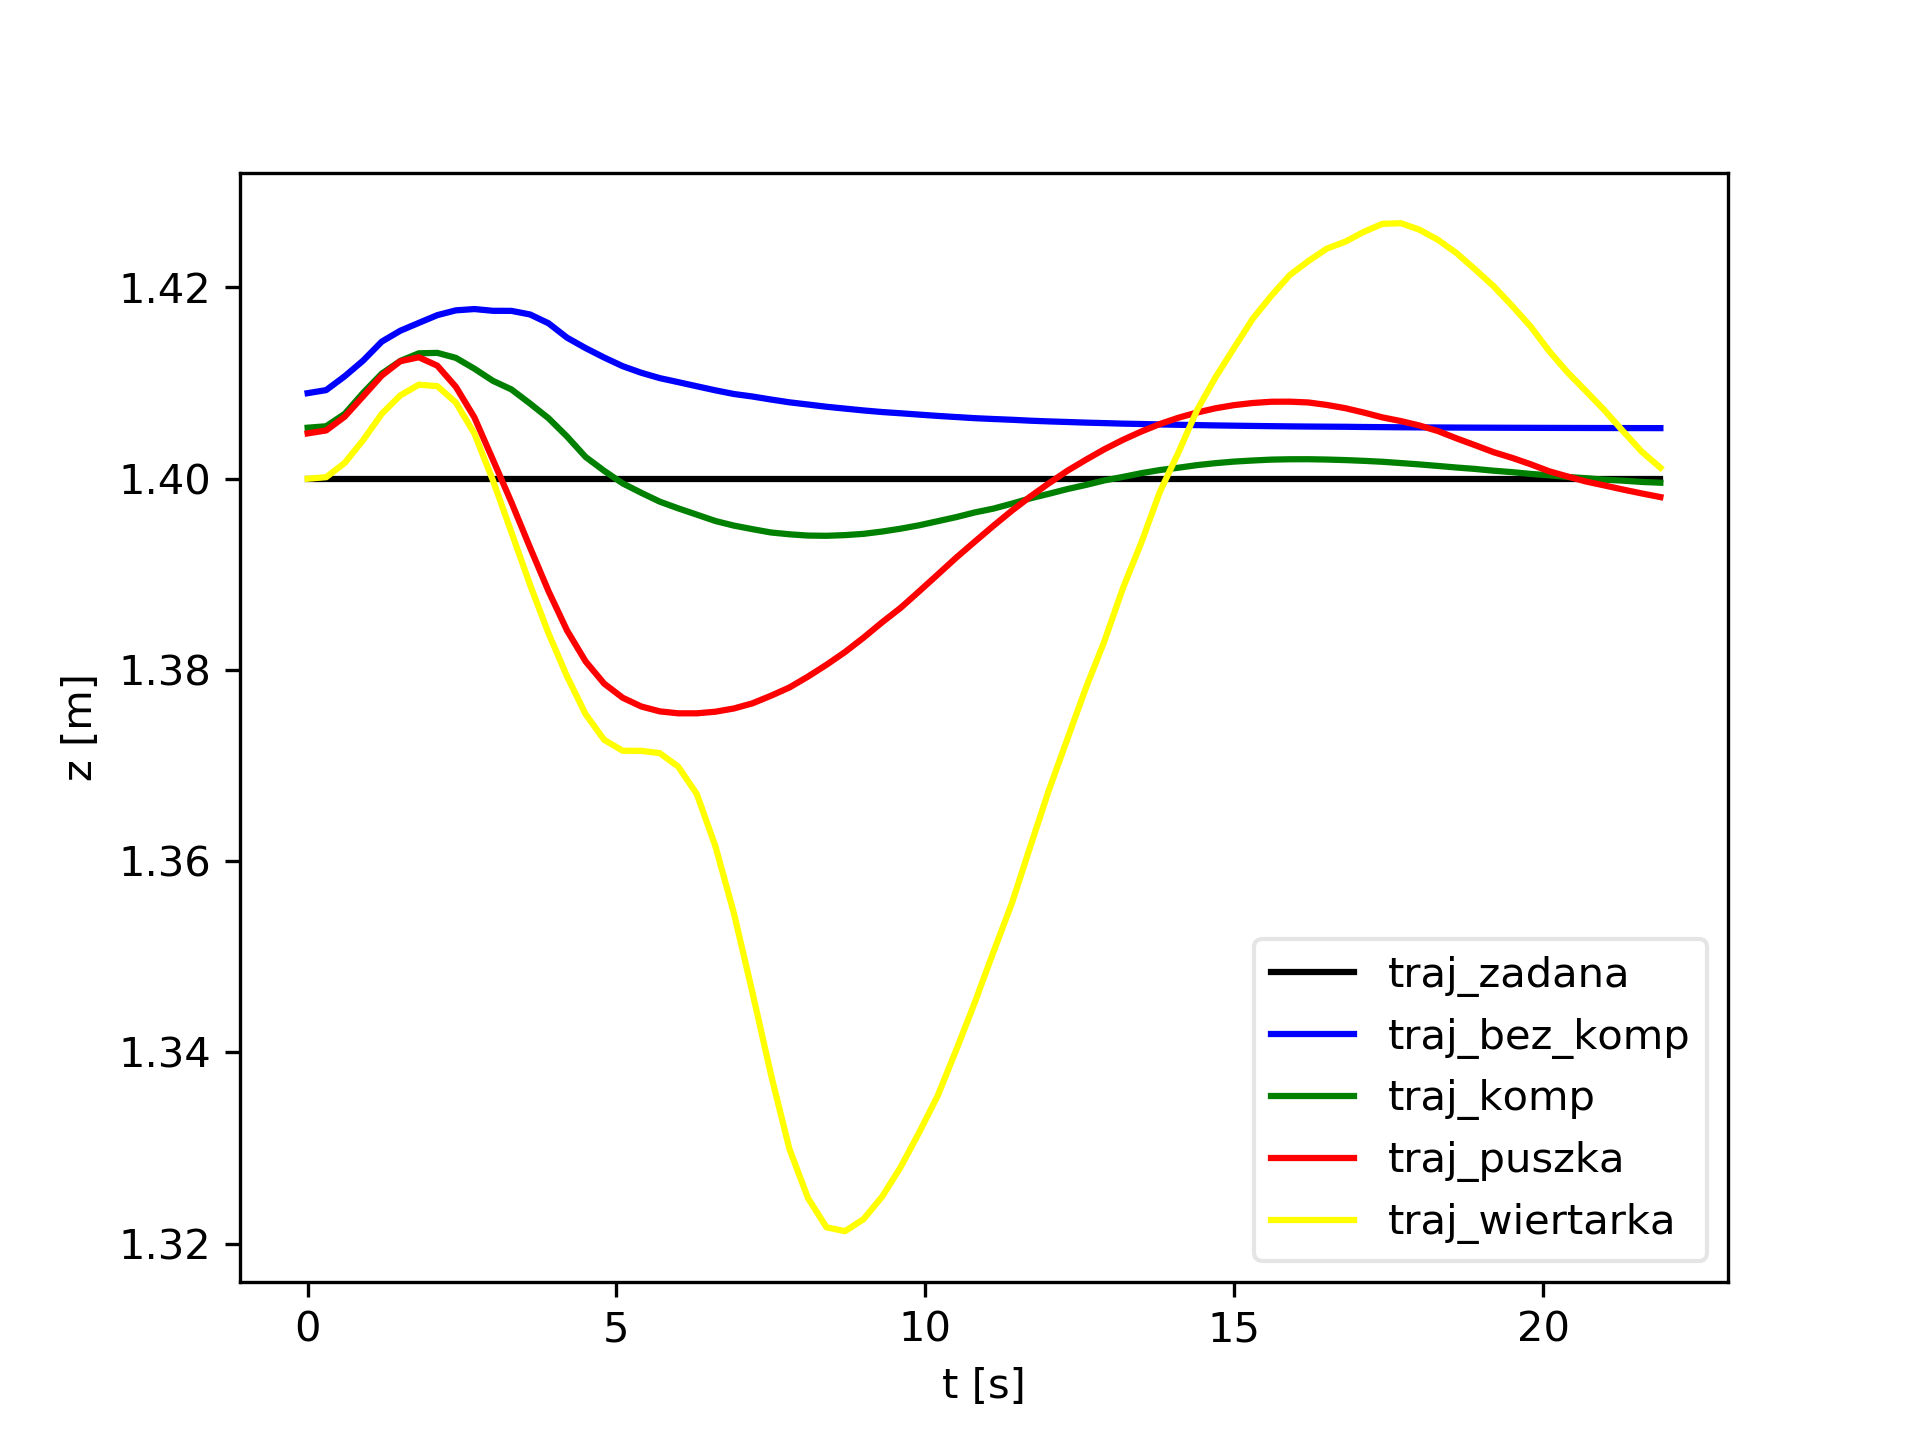 1.42
1.40
1.38
1.36
1.34
1.32
z [m]
0 5 10 15 20
t [s]
traj_zadana
traj_bez_komp
traj_komp
traj_puszka
traj_wiertarka